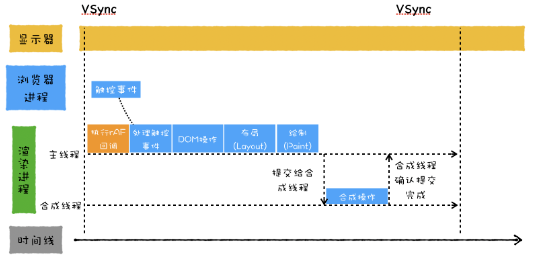 VSync
VSync
显示器
浏览器
进程
触控事件
渲染进程
执行rAF
回调
处理触控
事件
DOM操作
布局
(Layout)
绘制
(Paint)
主线程
提交给合
成线程
合成线程
确认提交
完成
合成操作
合成线程
时间线